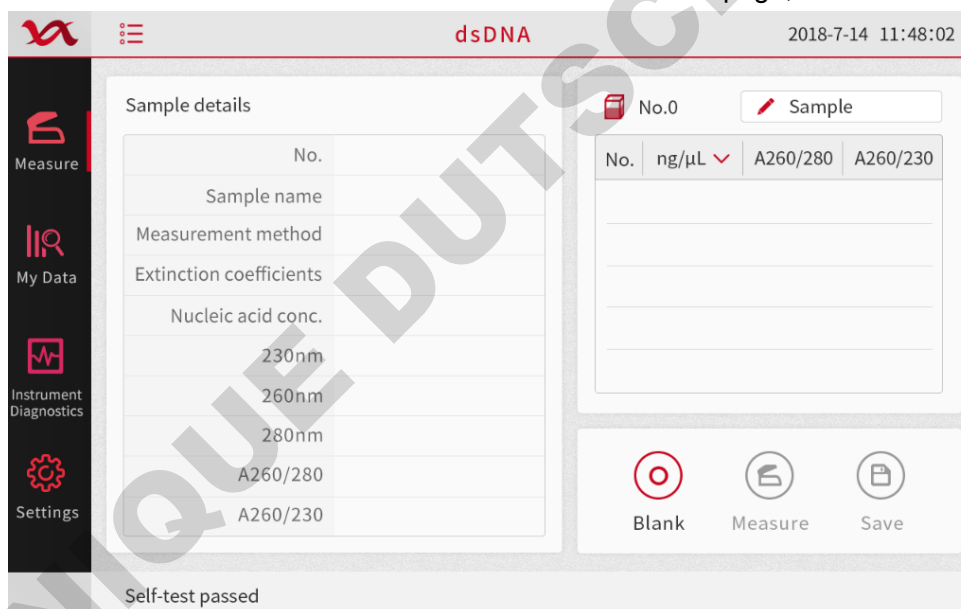 dsDNA 2018-7-14 11:48:02
Measure
My Data
Instrument
Diagnostics
Settings
Sample details
No.
Sample name
Measurement method
Extinction coefficients
Nucleic acid conc.
230nm
260nm
280nm
A260/280
A260/230
No.0 Sample
No. ng/µL A260/280 A260/230
Blank Measure Save
Self-test passed